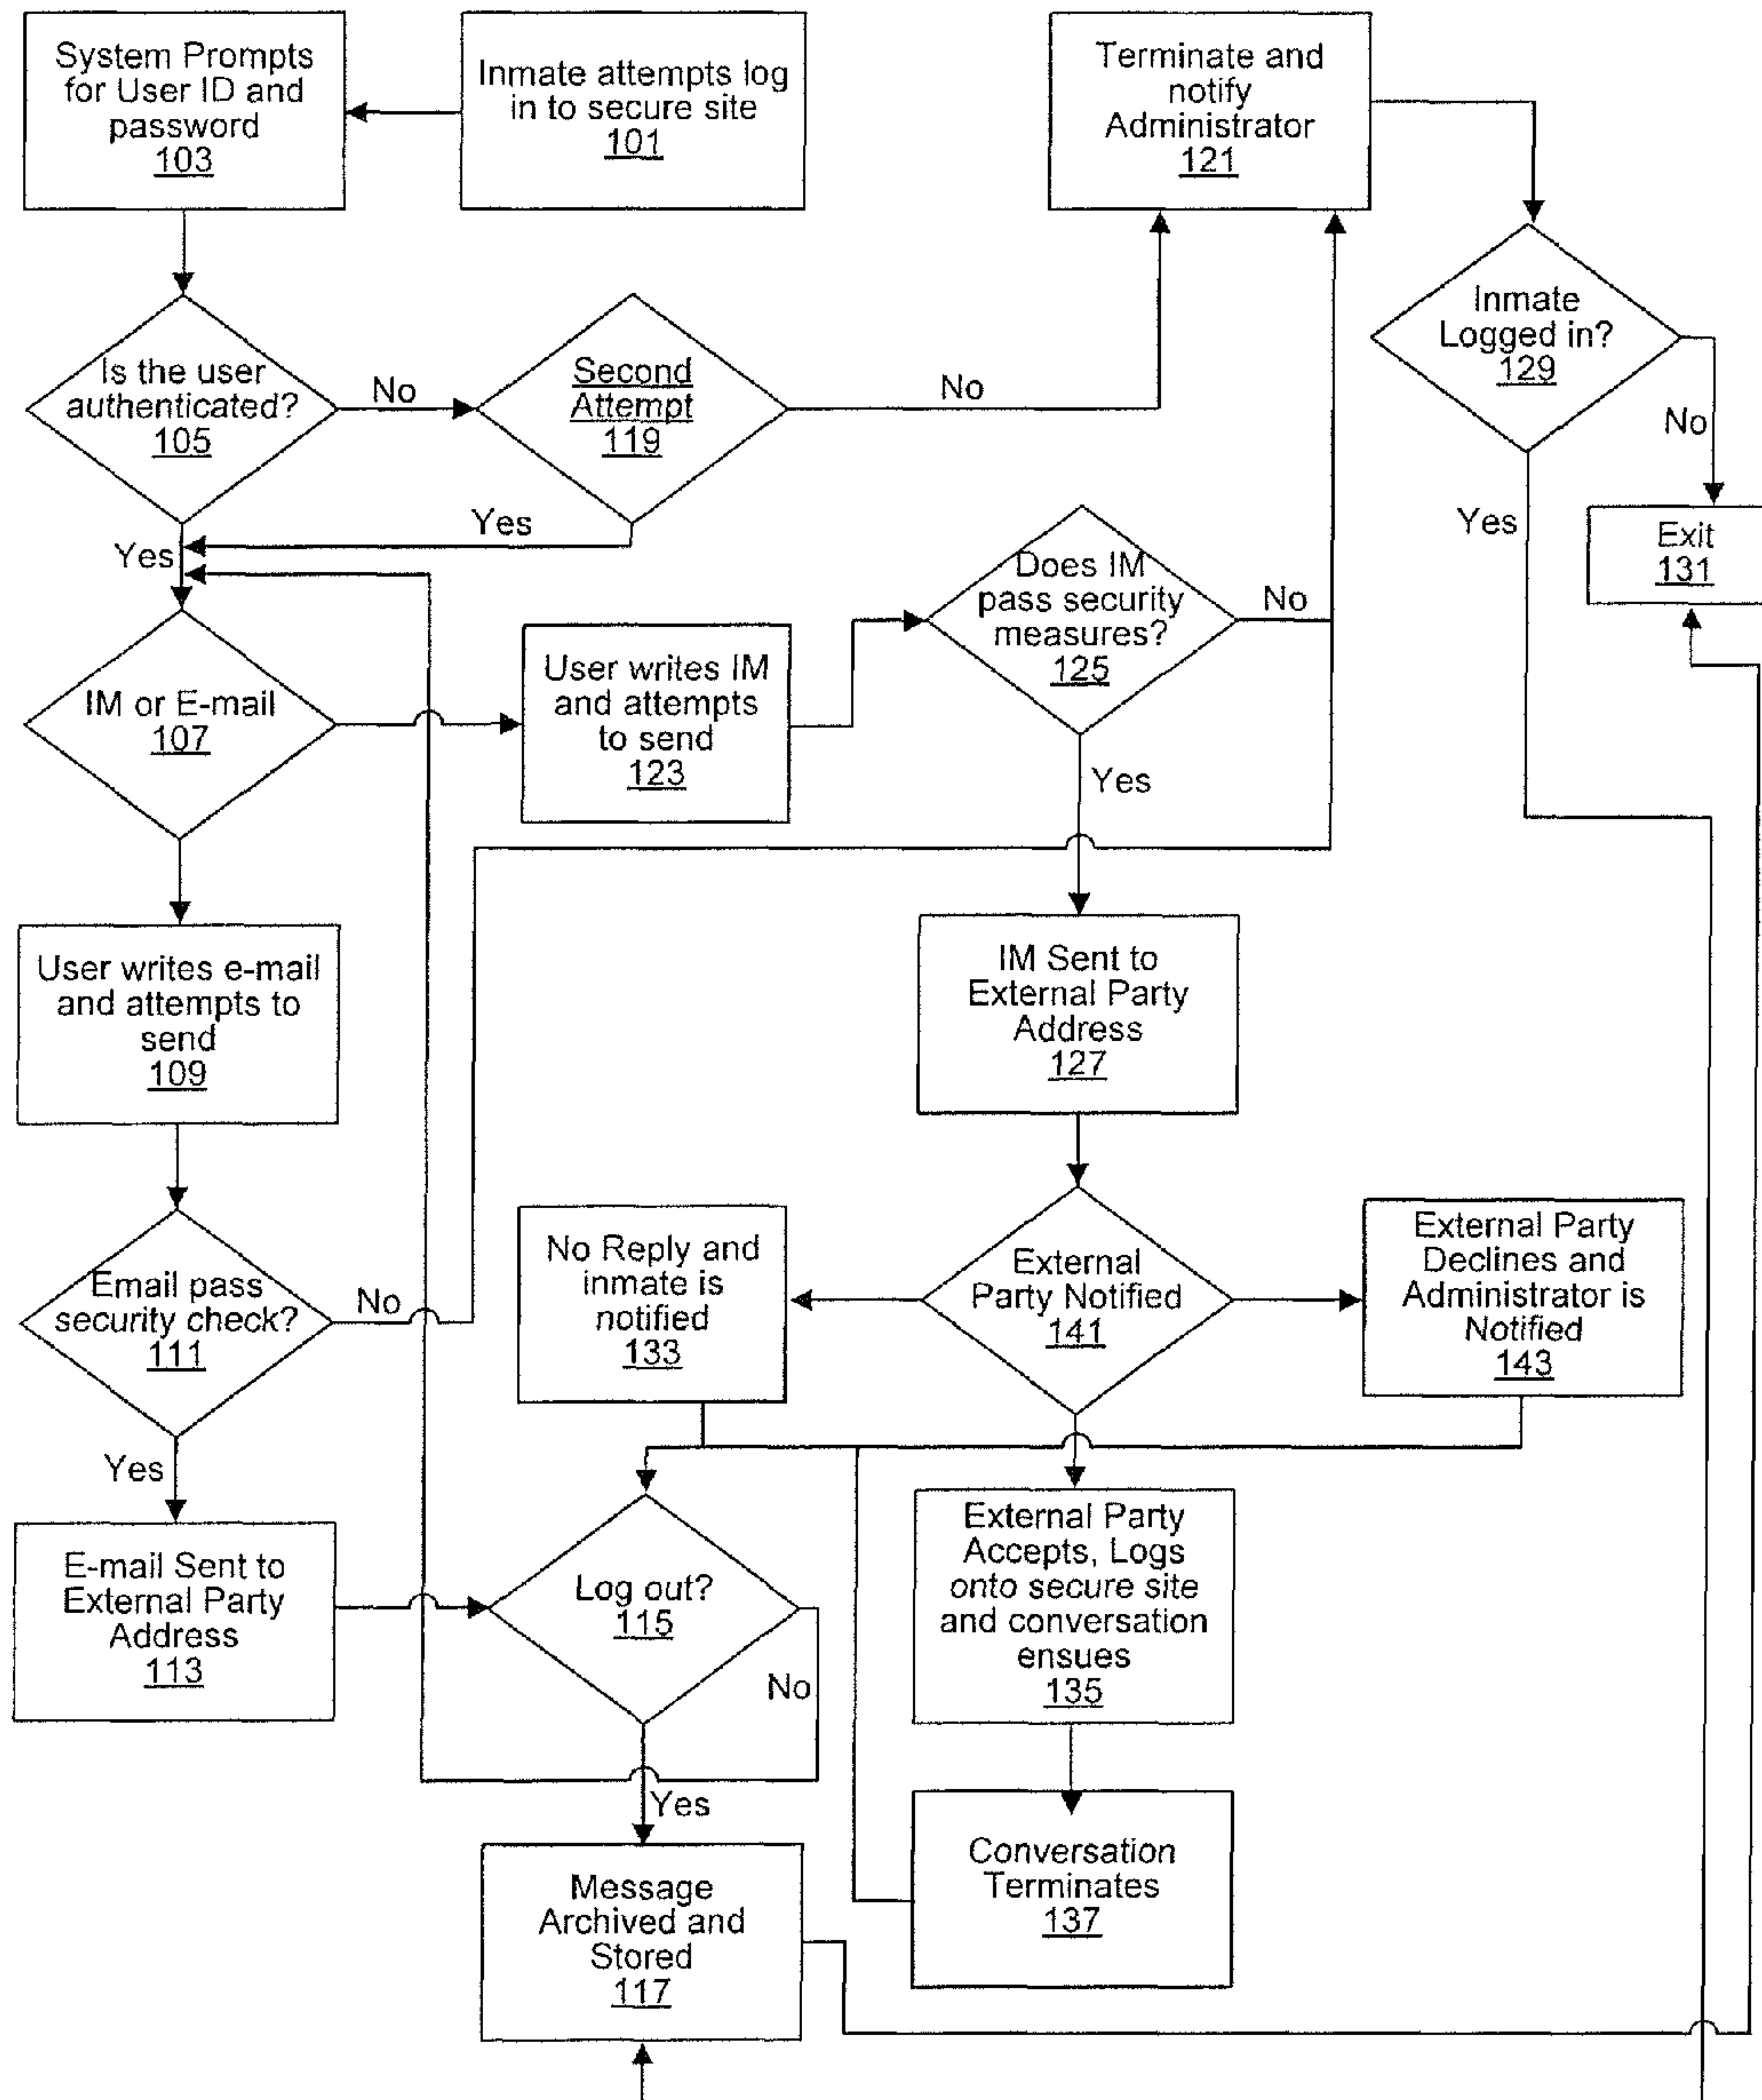 System Prompts
for User ID and
password
103
Inmate attempts log
in to secure site
101
Terminate and
notify
Administrator
121
Inmate
Logged in?
129
Is the user
authenticated?
105
No
Second
Attempt
119
No
No
Yes
Exit
131
Yes
Yes
Does IM
pass security
measures?
125
No
IM or E-mail
107
User writes IM
and attempts
to send
123
Yes
User writes e-mail
and attempts to
send
109
IM Sent to
External Party
Address
127
Email pass
security check?
111
No
No Reply and
inmate is
notified
133
External
Party Notified
141
External Party
Declines and
Administrator is
Notified
143
Yes
E-mail Sent to
External Party
Address
113
Log out?
115
No
External Party
Accepts, Logs
onto secure site
and conversation
ensues
135
Yes
Message
Archived and
Stored
117
Conversation
Terminates
137